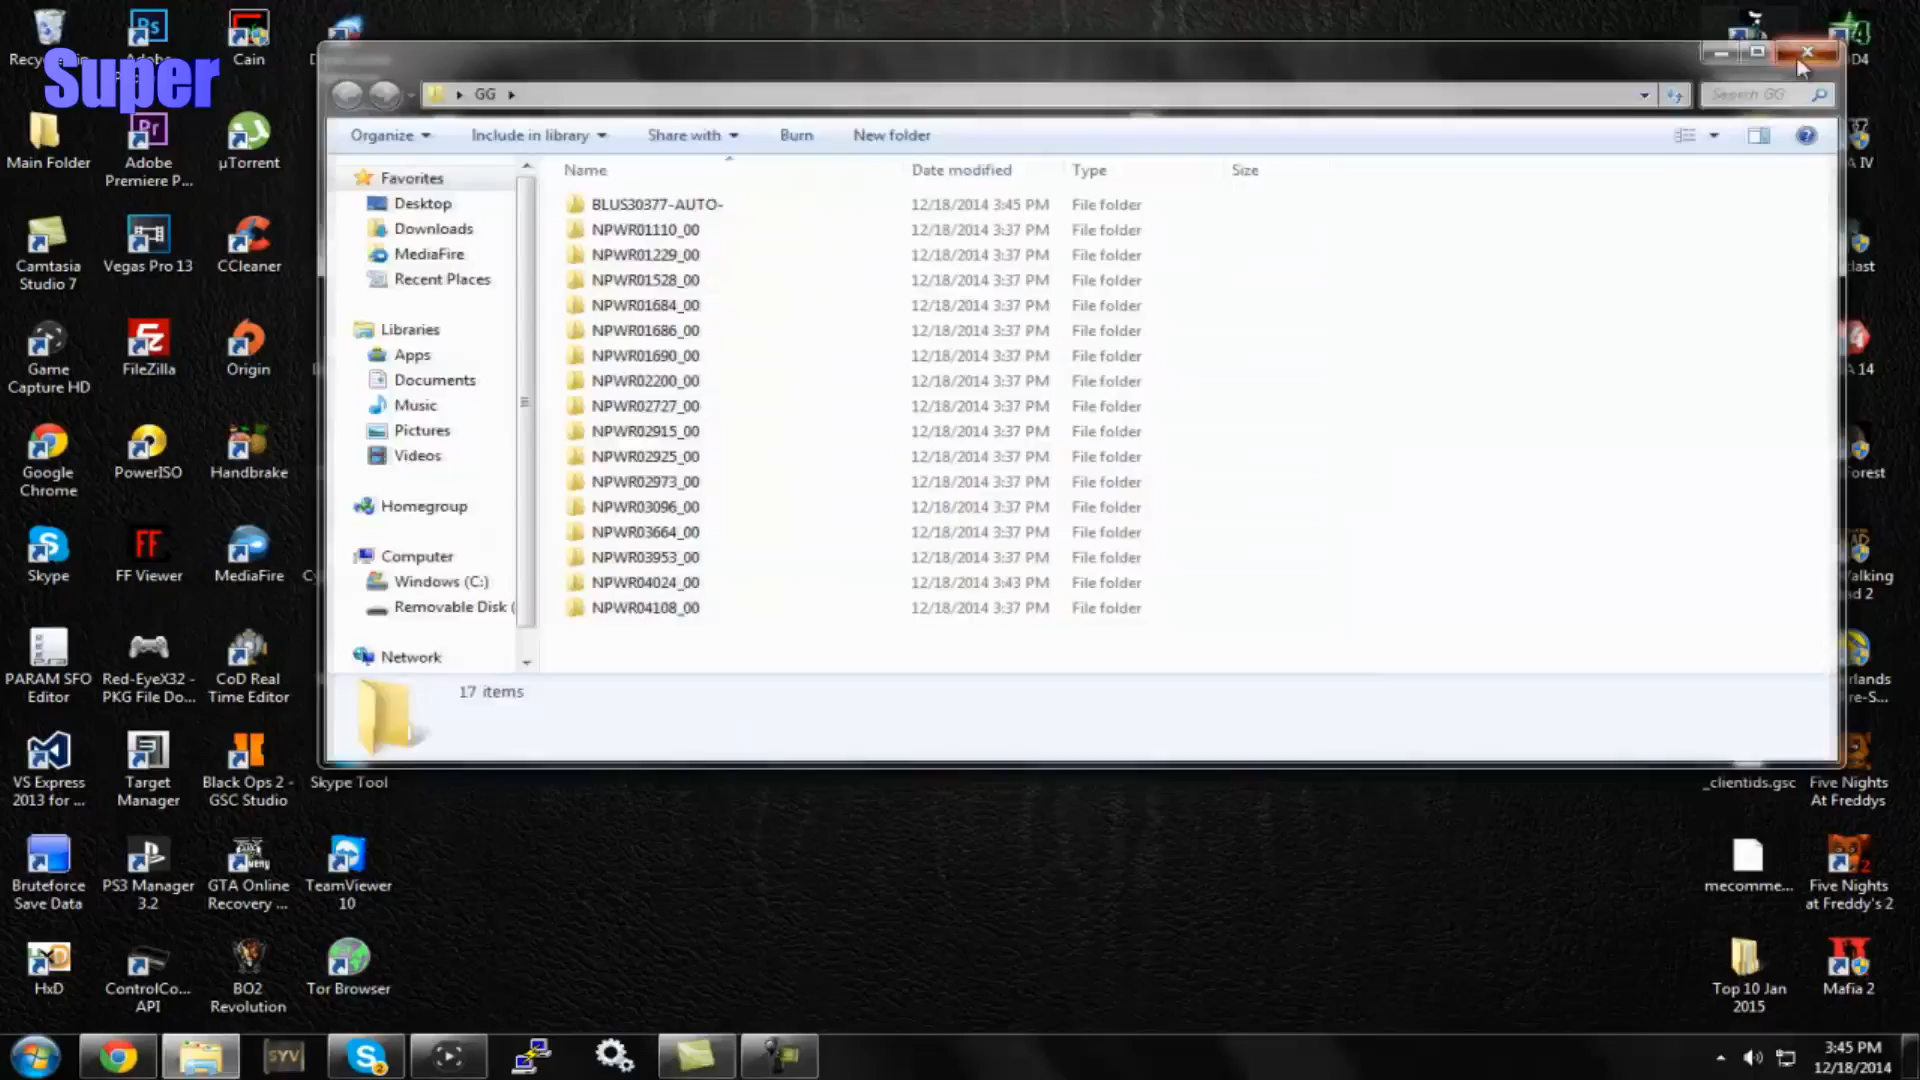 Super
Cain
Main Folder
Adobe Premiere P...
µTorrent
Camtasia Studio 7
Vegas Pro 13
CCleaner
Game Capture HD
FileZilla
Origin
Google Chrome
PowerISO
Handbrake
Skype
FF Viewer
MediaFire
PARAM SFO Editor
Red-EyeX32 - PKG File Do...
CoD Real Time Editor
VS Express 2013 for ...
Target Manager
Black Ops 2 - GSC Studio
Skype Tool
Bruteforce Save Data
PS3 Manager 3.2
GTA Online Recovery ...
TeamViewer 10
HxD
ControlCo... API
BO2 Revolution
Tor Browser
GG
Search GG
Organize
Include in library
Share with
Burn
New folder
Favorites
Desktop
Downloads
MediaFire
Recent Places
Libraries
Apps
Documents
Music
Pictures
Videos
Homegroup
Computer
Windows (C:)
Removable Disk (
Network
Name Date modified Type Size
BLUS30377-AUTO- 12/18/2014 3:45 PM File folder
NPWR01110_00 12/18/2014 3:37 PM File folder
NPWR01229_00 12/18/2014 3:37 PM File folder
NPWR01528_00 12/18/2014 3:37 PM File folder
NPWR01684_00 12/18/2014 3:37 PM File folder
NPWR01686_00 12/18/2014 3:37 PM File folder
NPWR01690_00 12/18/2014 3:37 PM File folder
NPWR02200_00 12/18/2014 3:37 PM File folder
NPWR02727_00 12/18/2014 3:37 PM File folder
NPWR02915_00 12/18/2014 3:37 PM File folder
NPWR02925_00 12/18/2014 3:37 PM File folder
NPWR02973_00 12/18/2014 3:37 PM File folder
NPWR03096_00 12/18/2014 3:37 PM File folder
NPWR03664_00 12/18/2014 3:37 PM File folder
NPWR03953_00 12/18/2014 3:37 PM File folder
NPWR04024_00 12/18/2014 3:43 PM File folder
NPWR04108_00 12/18/2014 3:37 PM File folder
17 items
_clientids.gsc
Five Nights At Freddys
mecomme...
Five Nights at Freddy's 2
Top 10 Jan 2015
Mafia 2
SYV
3:45 PM
12/18/2014